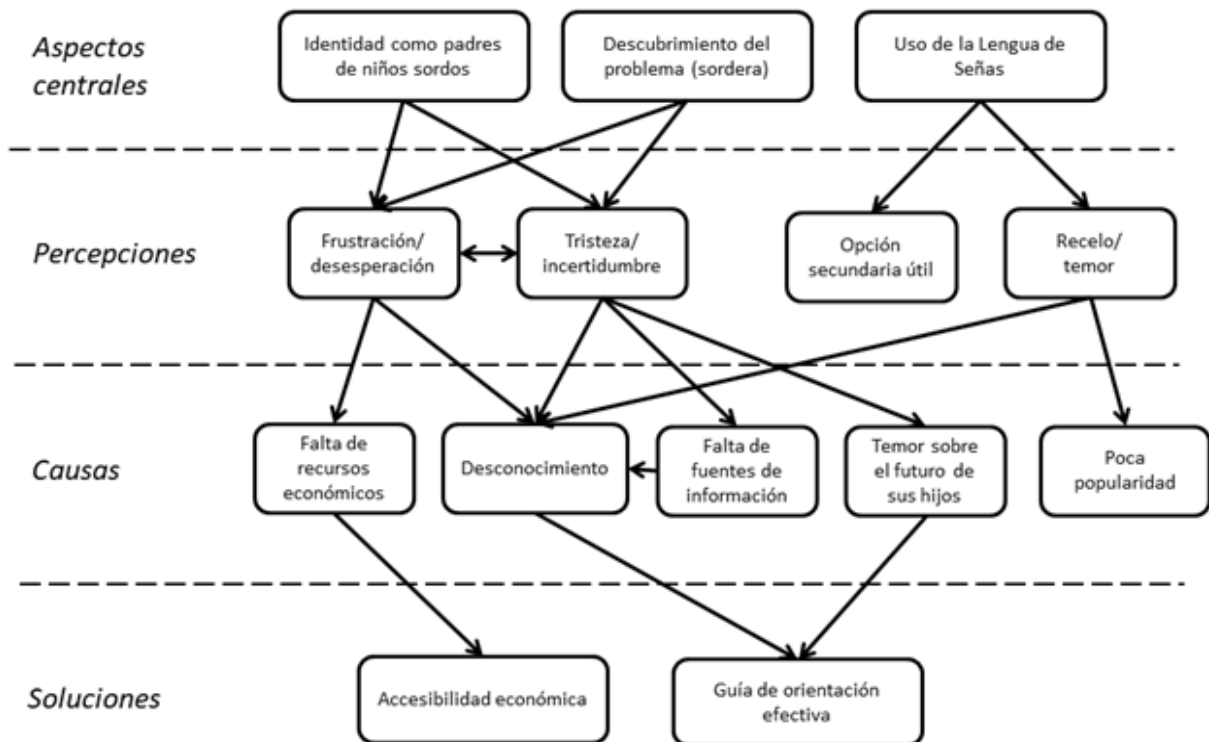 Aspectos
centrales
Identidad como padres
de niños sordos
Descubrimiento del
problema (sordera)
Uso de la Lengua de
Señas
Percepciones
Frustración/
desesperación
Tristeza/
incertidumbre
Opción
secundaria útil
Recelo/
temor
Causas
Falta de
recursos
económicos
Desconocimiento
Falta de
fuentes de
información
Temor sobre
el futuro de
sus hijos
Poca
popularidad
Soluciones
Accesibilidad económica
Guía de orientación
efectiva